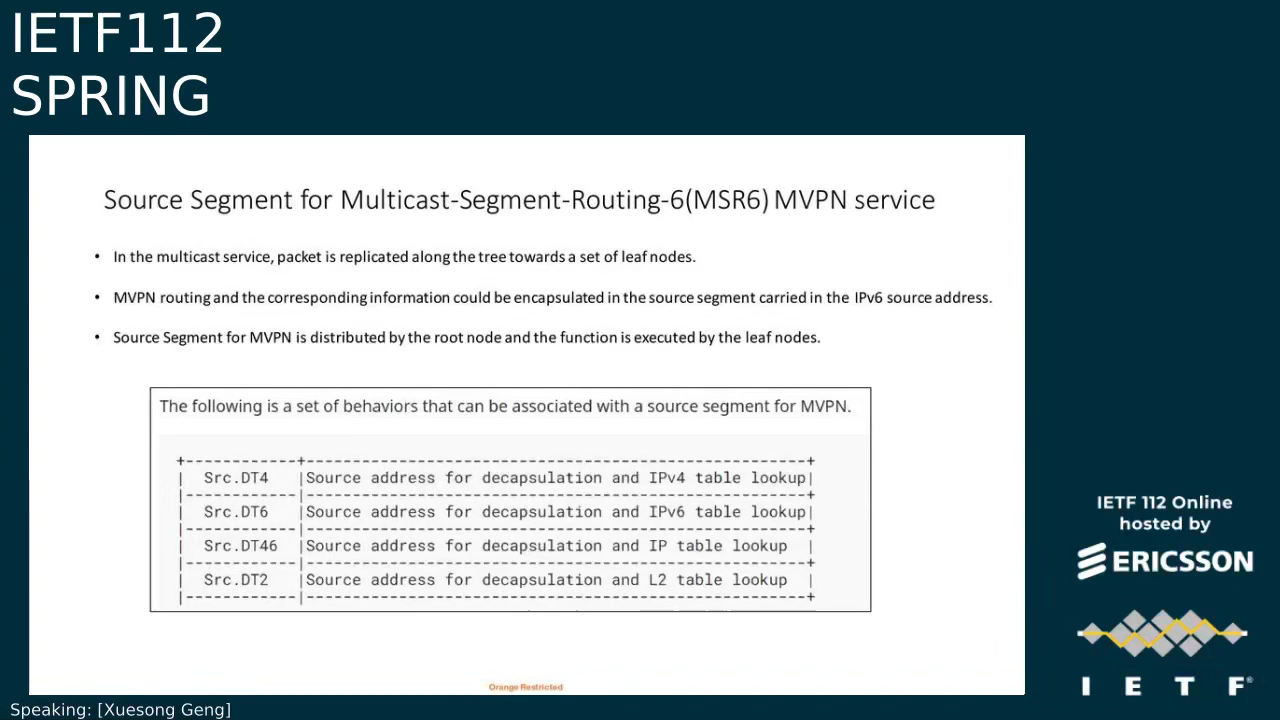 IETF112
SPRING
Source Segment for Multicast-Segment-Routing-6(MSR6) MVPN service
• In the multicast service, packet is replicated along the tree towards a set of leaf nodes.
• MVPN routing and the corresponding information could be encapsulated in the source segment carried in the IPv6 source address.
• Source Segment for MVPN is distributed by the root node and the function is executed by the leaf nodes.
The following is a set of behaviors that can be associated with a source segment for MVPN.
+------------+------------------------------------------------------+
| Src.DT4 |Source address for decapsulation and IPv4 table lookup|
|------------|------------------------------------------------------+
| Src.DT6 |Source address for decapsulation and IPv6 table lookup|
|------------|------------------------------------------------------+
| Src.DT46 |Source address for decapsulation and IP table lookup |
|------------|------------------------------------------------------+
| Src.DT2 |Source address for decapsulation and L2 table lookup |
|------------|------------------------------------------------------+
Orange Restricted
IETF 112 Online
hosted by
ERICSSON
I E T F®
Speaking: [Xuesong Geng]